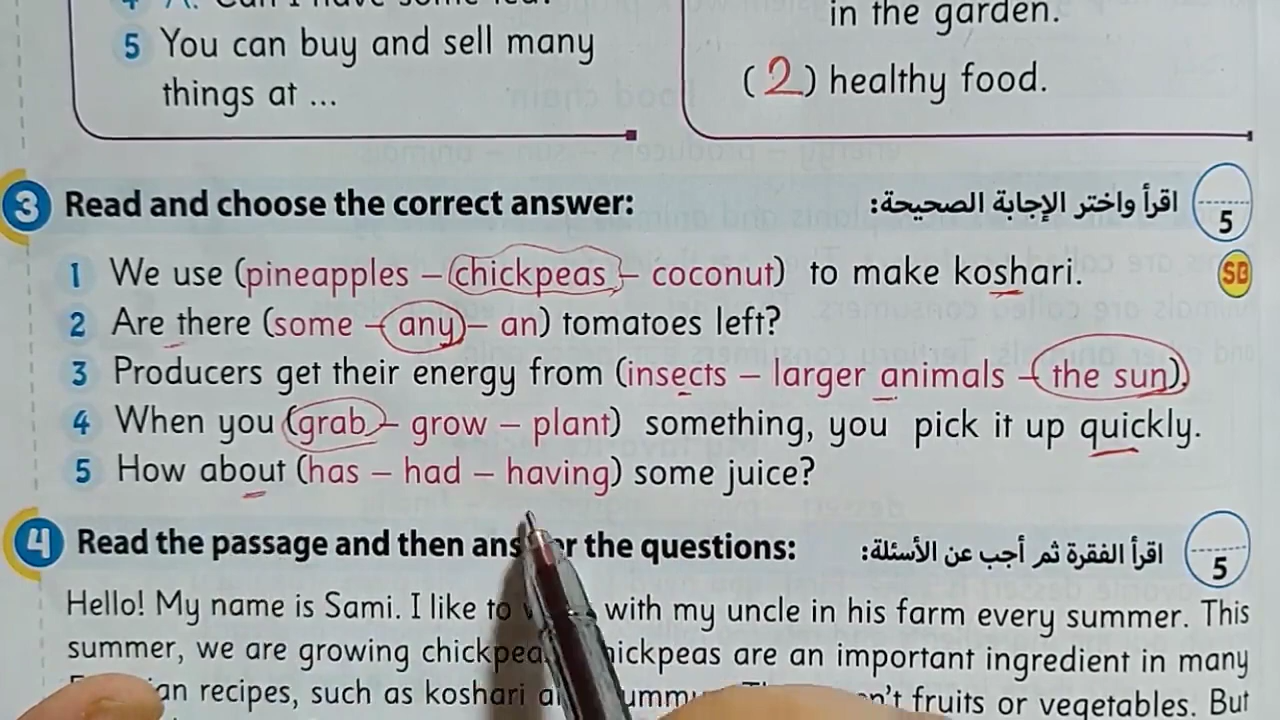 5 You can buy and sell many
things at ...
in the garden.
(2) healthy food.
3 Read and choose the correct answer:
اقرأ واختر الإجابة الصحيحة:
5
1 We use (pineapples – chickpeas – coconut) to make koshari.
SB
2 Are there (some – any – an) tomatoes left?
3 Producers get their energy from (insects – larger animals – the sun).
4 When you (grab – grow – plant) something, you pick it up quickly.
5 How about (has – had – having) some juice?
4 Read the passage and then answer the questions:
اقرأ الفقرة ثم أجب عن الأسئلة:
5
Hello! My name is Sami. I like to with my uncle in his farm every summer. This
summer, we are growing chickpeas. Chickpeas are an important ingredient in many
recipes, such as koshari fruits or vegetables. But